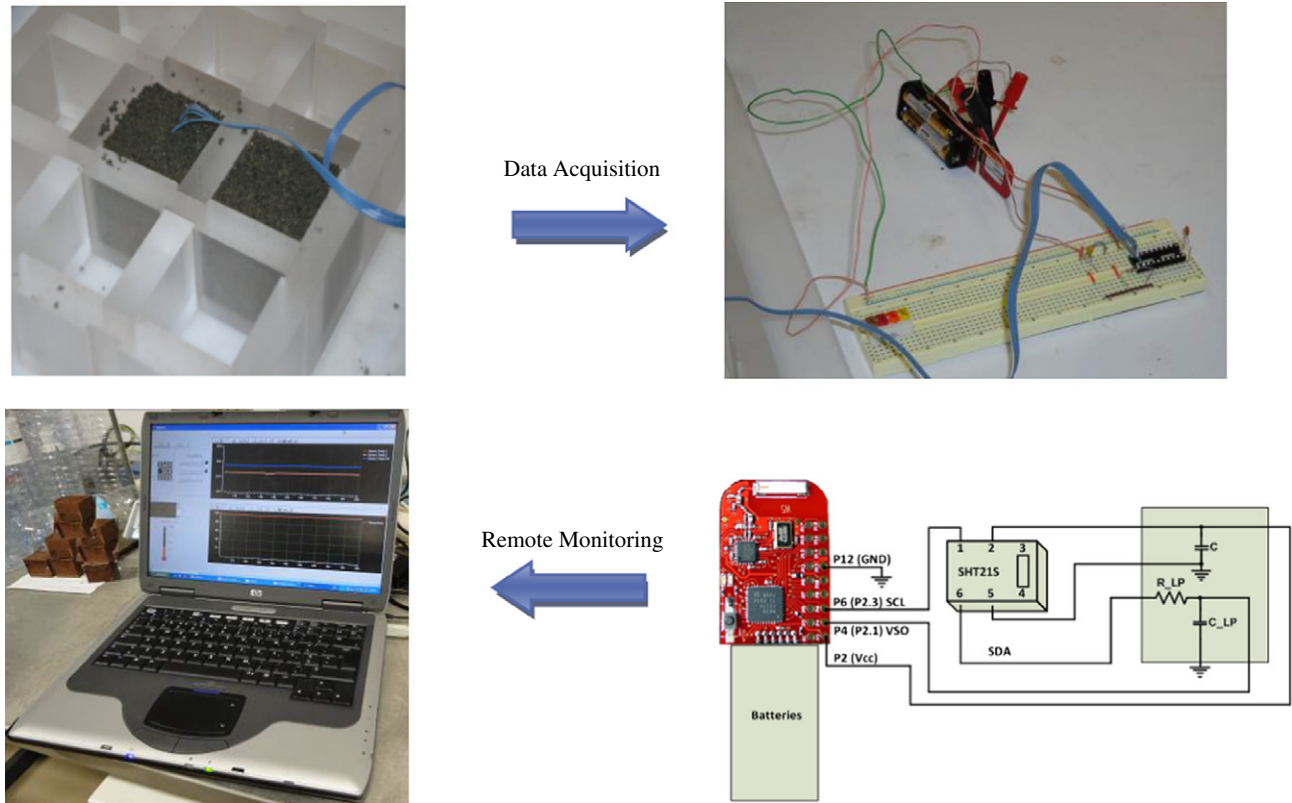 Data Acquisition
Remote Monitoring
hp
P12 (GND)
P6 (P2.3) SCL
P4 (P2.1) VSO
P2 (Vcc)
Batteries
1 2 3
SHT21S
6 5 4
SDA
C
R_LP
C_LP